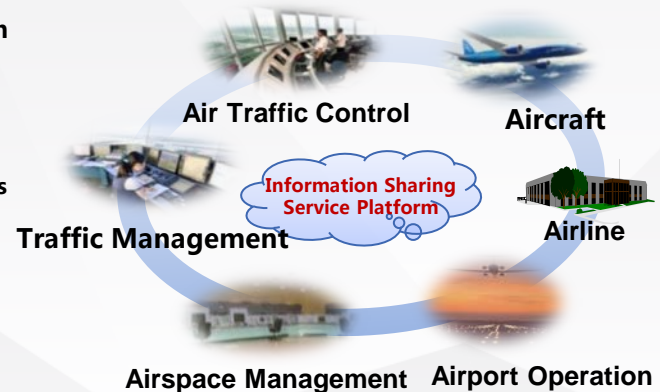 n
Air Traffic Control
Aircraft
s
Information Sharing
Service Platform
Traffic Management
Airline
Airspace Management
Airport Operation